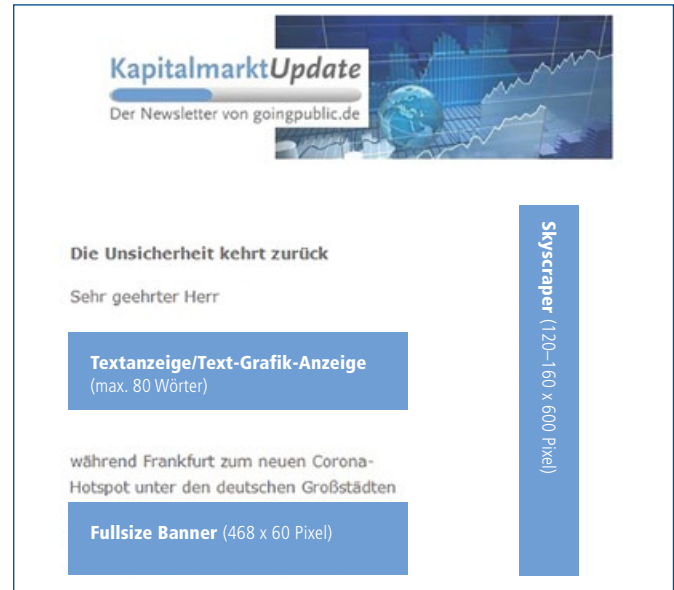 KapitalmarktUpdate
Der Newsletter von goingpublic.de
Die Unsicherheit kehrt zurück
Sehr geehrter Herr
Textanzeige/Text-Grafik-Anzeige
(max. 80 Wörter)
während Frankfurt zum neuen Corona-
Hotspot unter den deutschen Großstädten
Fullsize Banner (468 x 60 Pixel)
Skyscraper (120–160 x 600 Pixel)